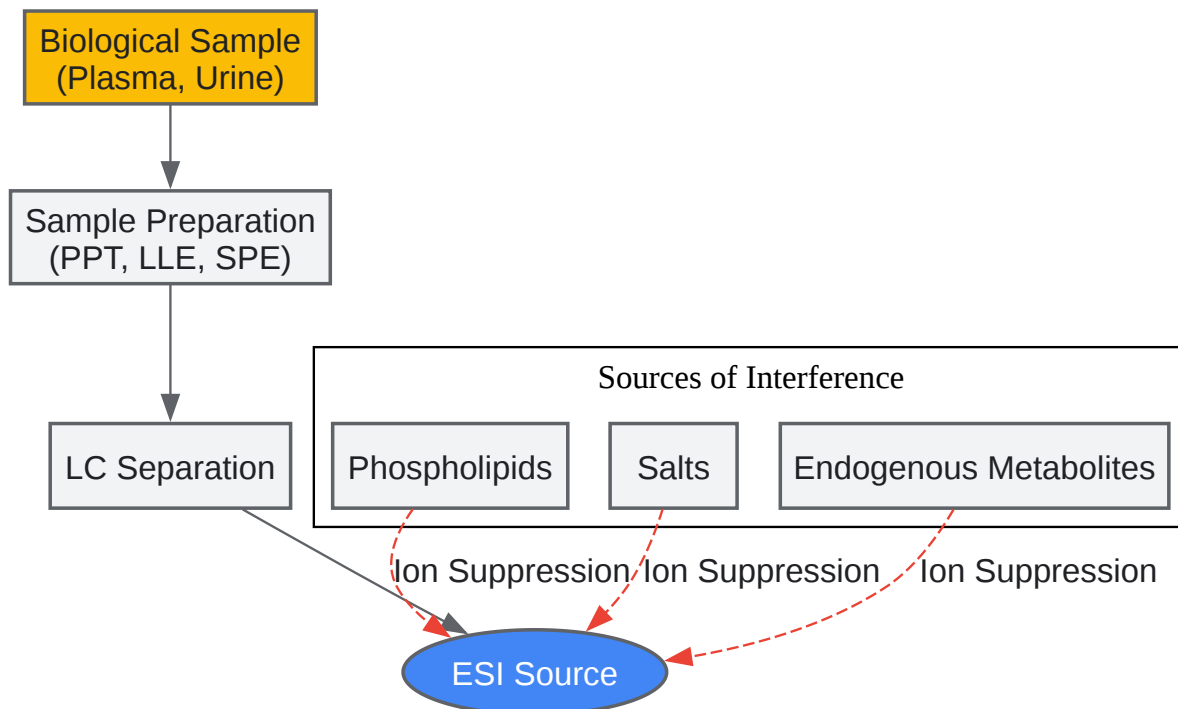 Biological Sample
(Plasma, Urine)
Sample Preparation
(PPT, LLE, SPE)
Sources of Interference
LC Separation
Phospholipids
Salts
Endogenous Metabolites
Ion Suppression
Ion Suppression
Ion Suppression
ESI Source